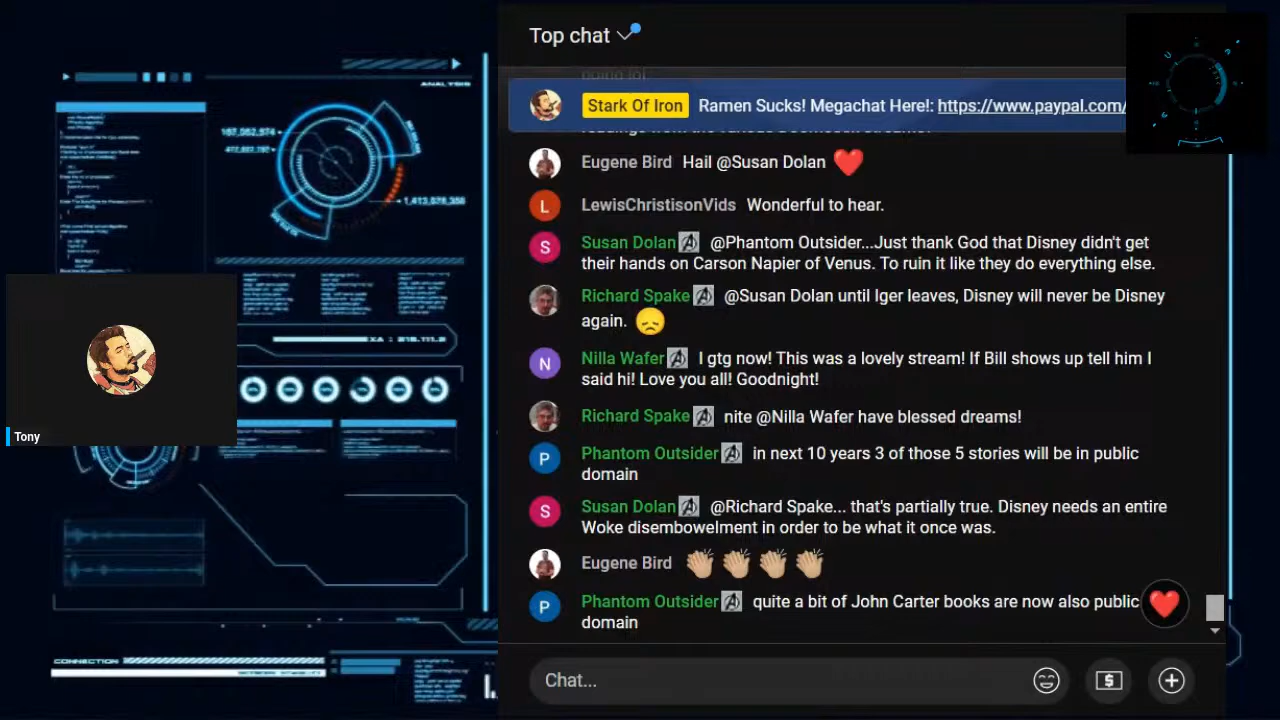 Top chat
going lol
Stark Of Iron Ramen Sucks! Megachat Here!: https://www.paypal.com/
Eugene Bird Hail @Susan Dolan ❤️
LewisChristisonVids Wonderful to hear.
Susan Dolan @Phantom Outsider...Just thank God that Disney didn't get
their hands on Carson Napier of Venus. To ruin it like they do everything else.
Richard Spake @Susan Dolan until Iger leaves, Disney will never be Disney
again. 😞
Nilla Wafer I gtg now! This was a lovely stream! If Bill shows up tell him I
said hi! Love you all! Goodnight!
Richard Spake nite @Nilla Wafer have blessed dreams!
Phantom Outsider in next 10 years 3 of those 5 stories will be in public
domain
Susan Dolan @Richard Spake... that's partially true. Disney needs an entire
Woke disembowelment in order to be what it once was.
Eugene Bird 👏🏼👏🏼👏🏼👏🏼
Phantom Outsider quite a bit of John Carter books are now also public
domain
Chat...
Tony
ANALYSIS
CONNECTION